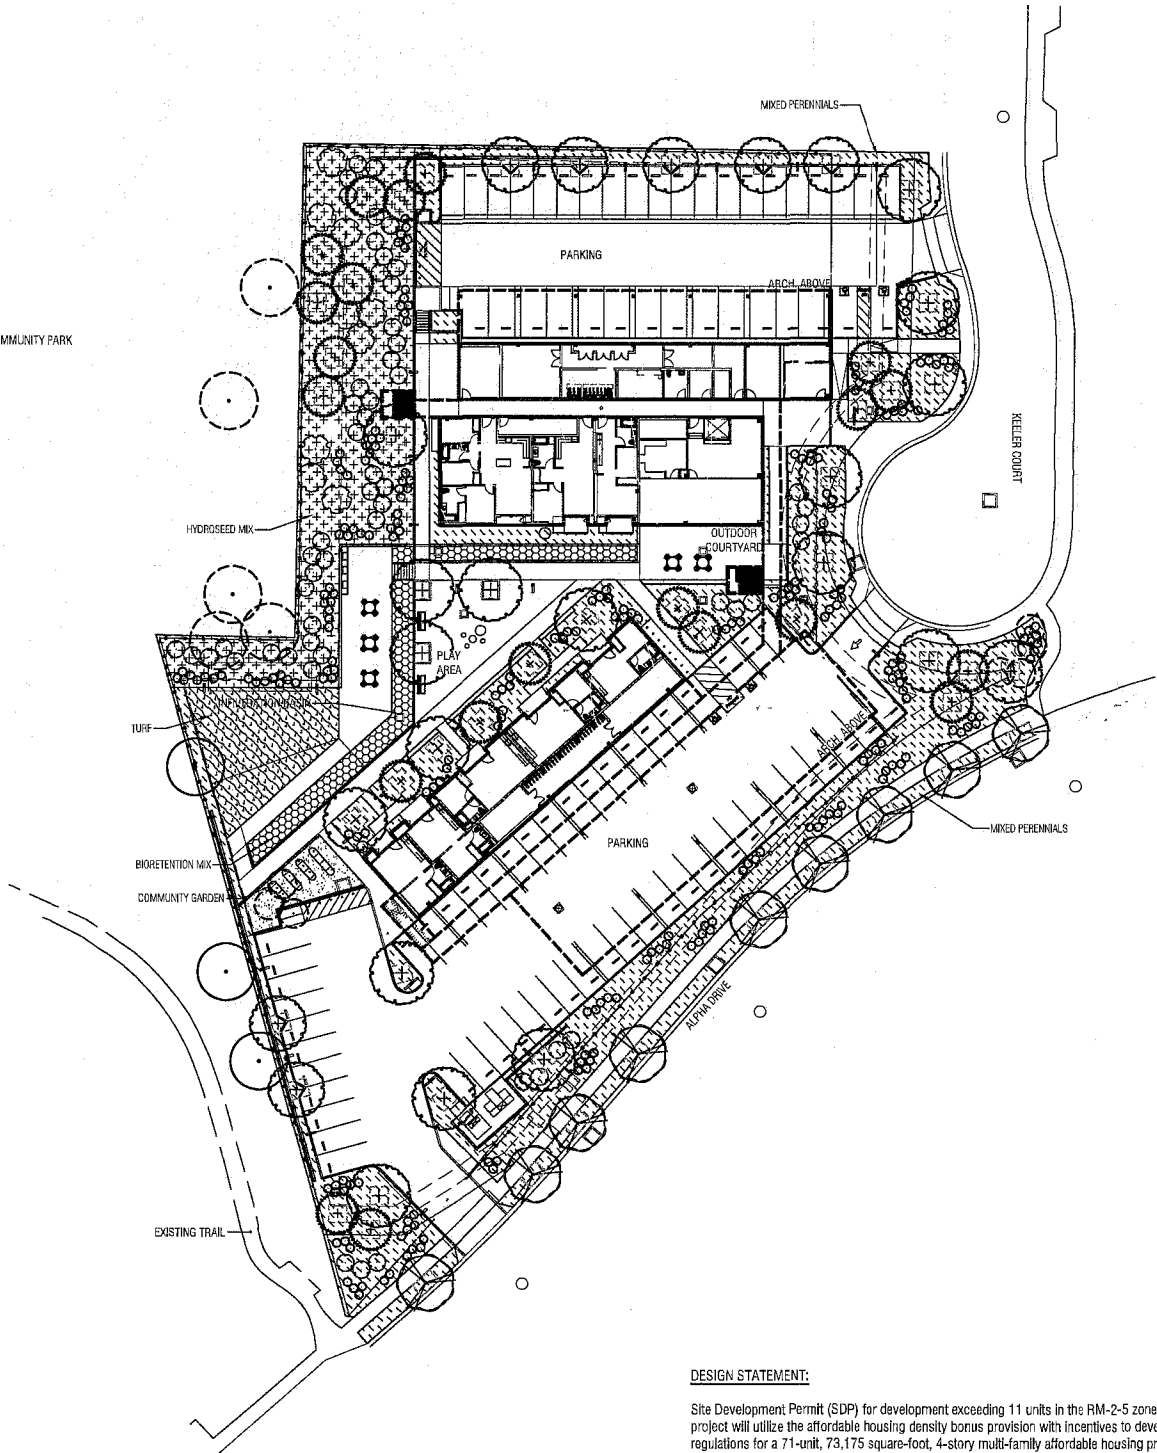 MIXED PERENNIALS
PARKING
ARCH. ABOVE
MMUNITY PARK
KEELER COURT
HYDROSEED MIX
OUTDOOR
COURTYARD
PLAY
AREA
TURF
ARCH. ABOVE
MIXED PERENNIALS
PARKING
BIORETENTION MIX
COMMUNITY GARDEN
ALPHA DRIVE
EXISTING TRAIL
DESIGN STATEMENT:
Site Development Permit (SDP) for development exceeding 11 units in the RM-2-5 zone
project will utilize the affordable housing density bonus provision with incentives to deve
regulations for a 71-unit, 73,175 square-foot, 4-story multi-family affordable housing pr